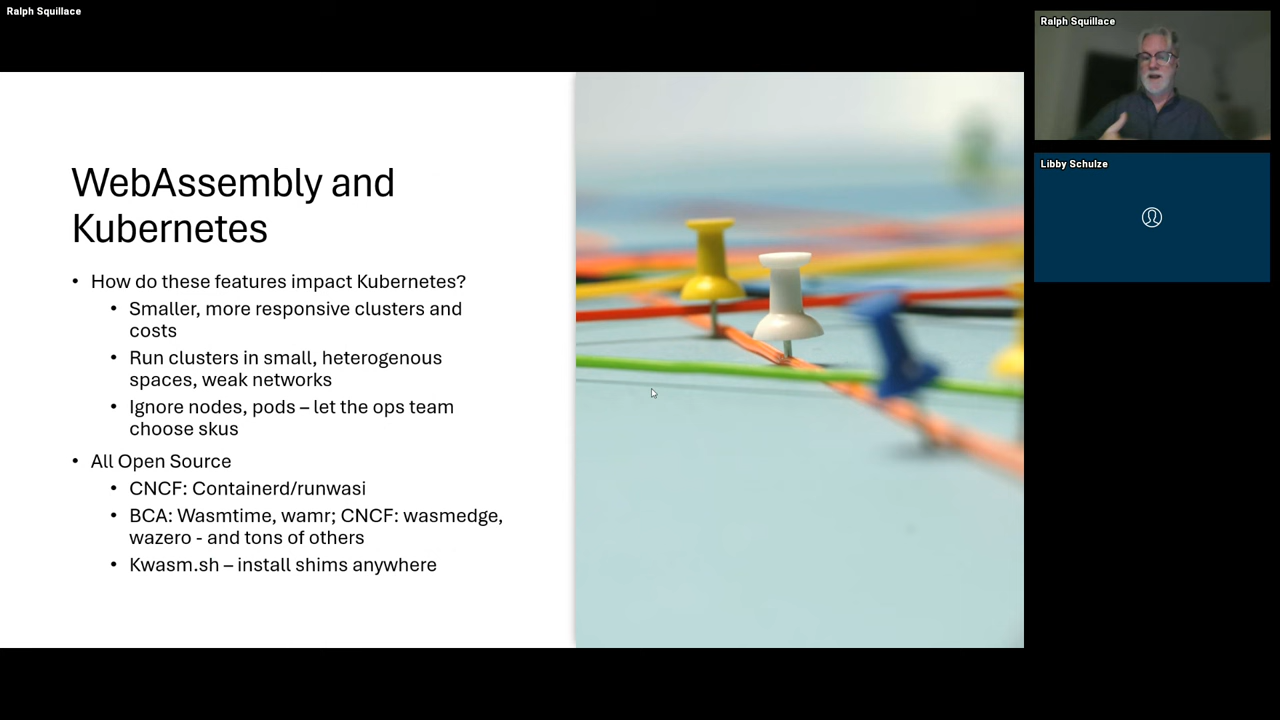 Ralph Squillace
Ralph Squillace
Libby Schulze
WebAssembly and
Kubernetes
• How do these features impact Kubernetes?
• Smaller, more responsive clusters and
costs
• Run clusters in small, heterogenous
spaces, weak networks
• Ignore nodes, pods – let the ops team
choose skus
• All Open Source
• CNCF: Containerd/runwasi
• BCA: Wasmtime, wamr; CNCF: wasmedge,
wazero - and tons of others
• Kwasm.sh – install shims anywhere